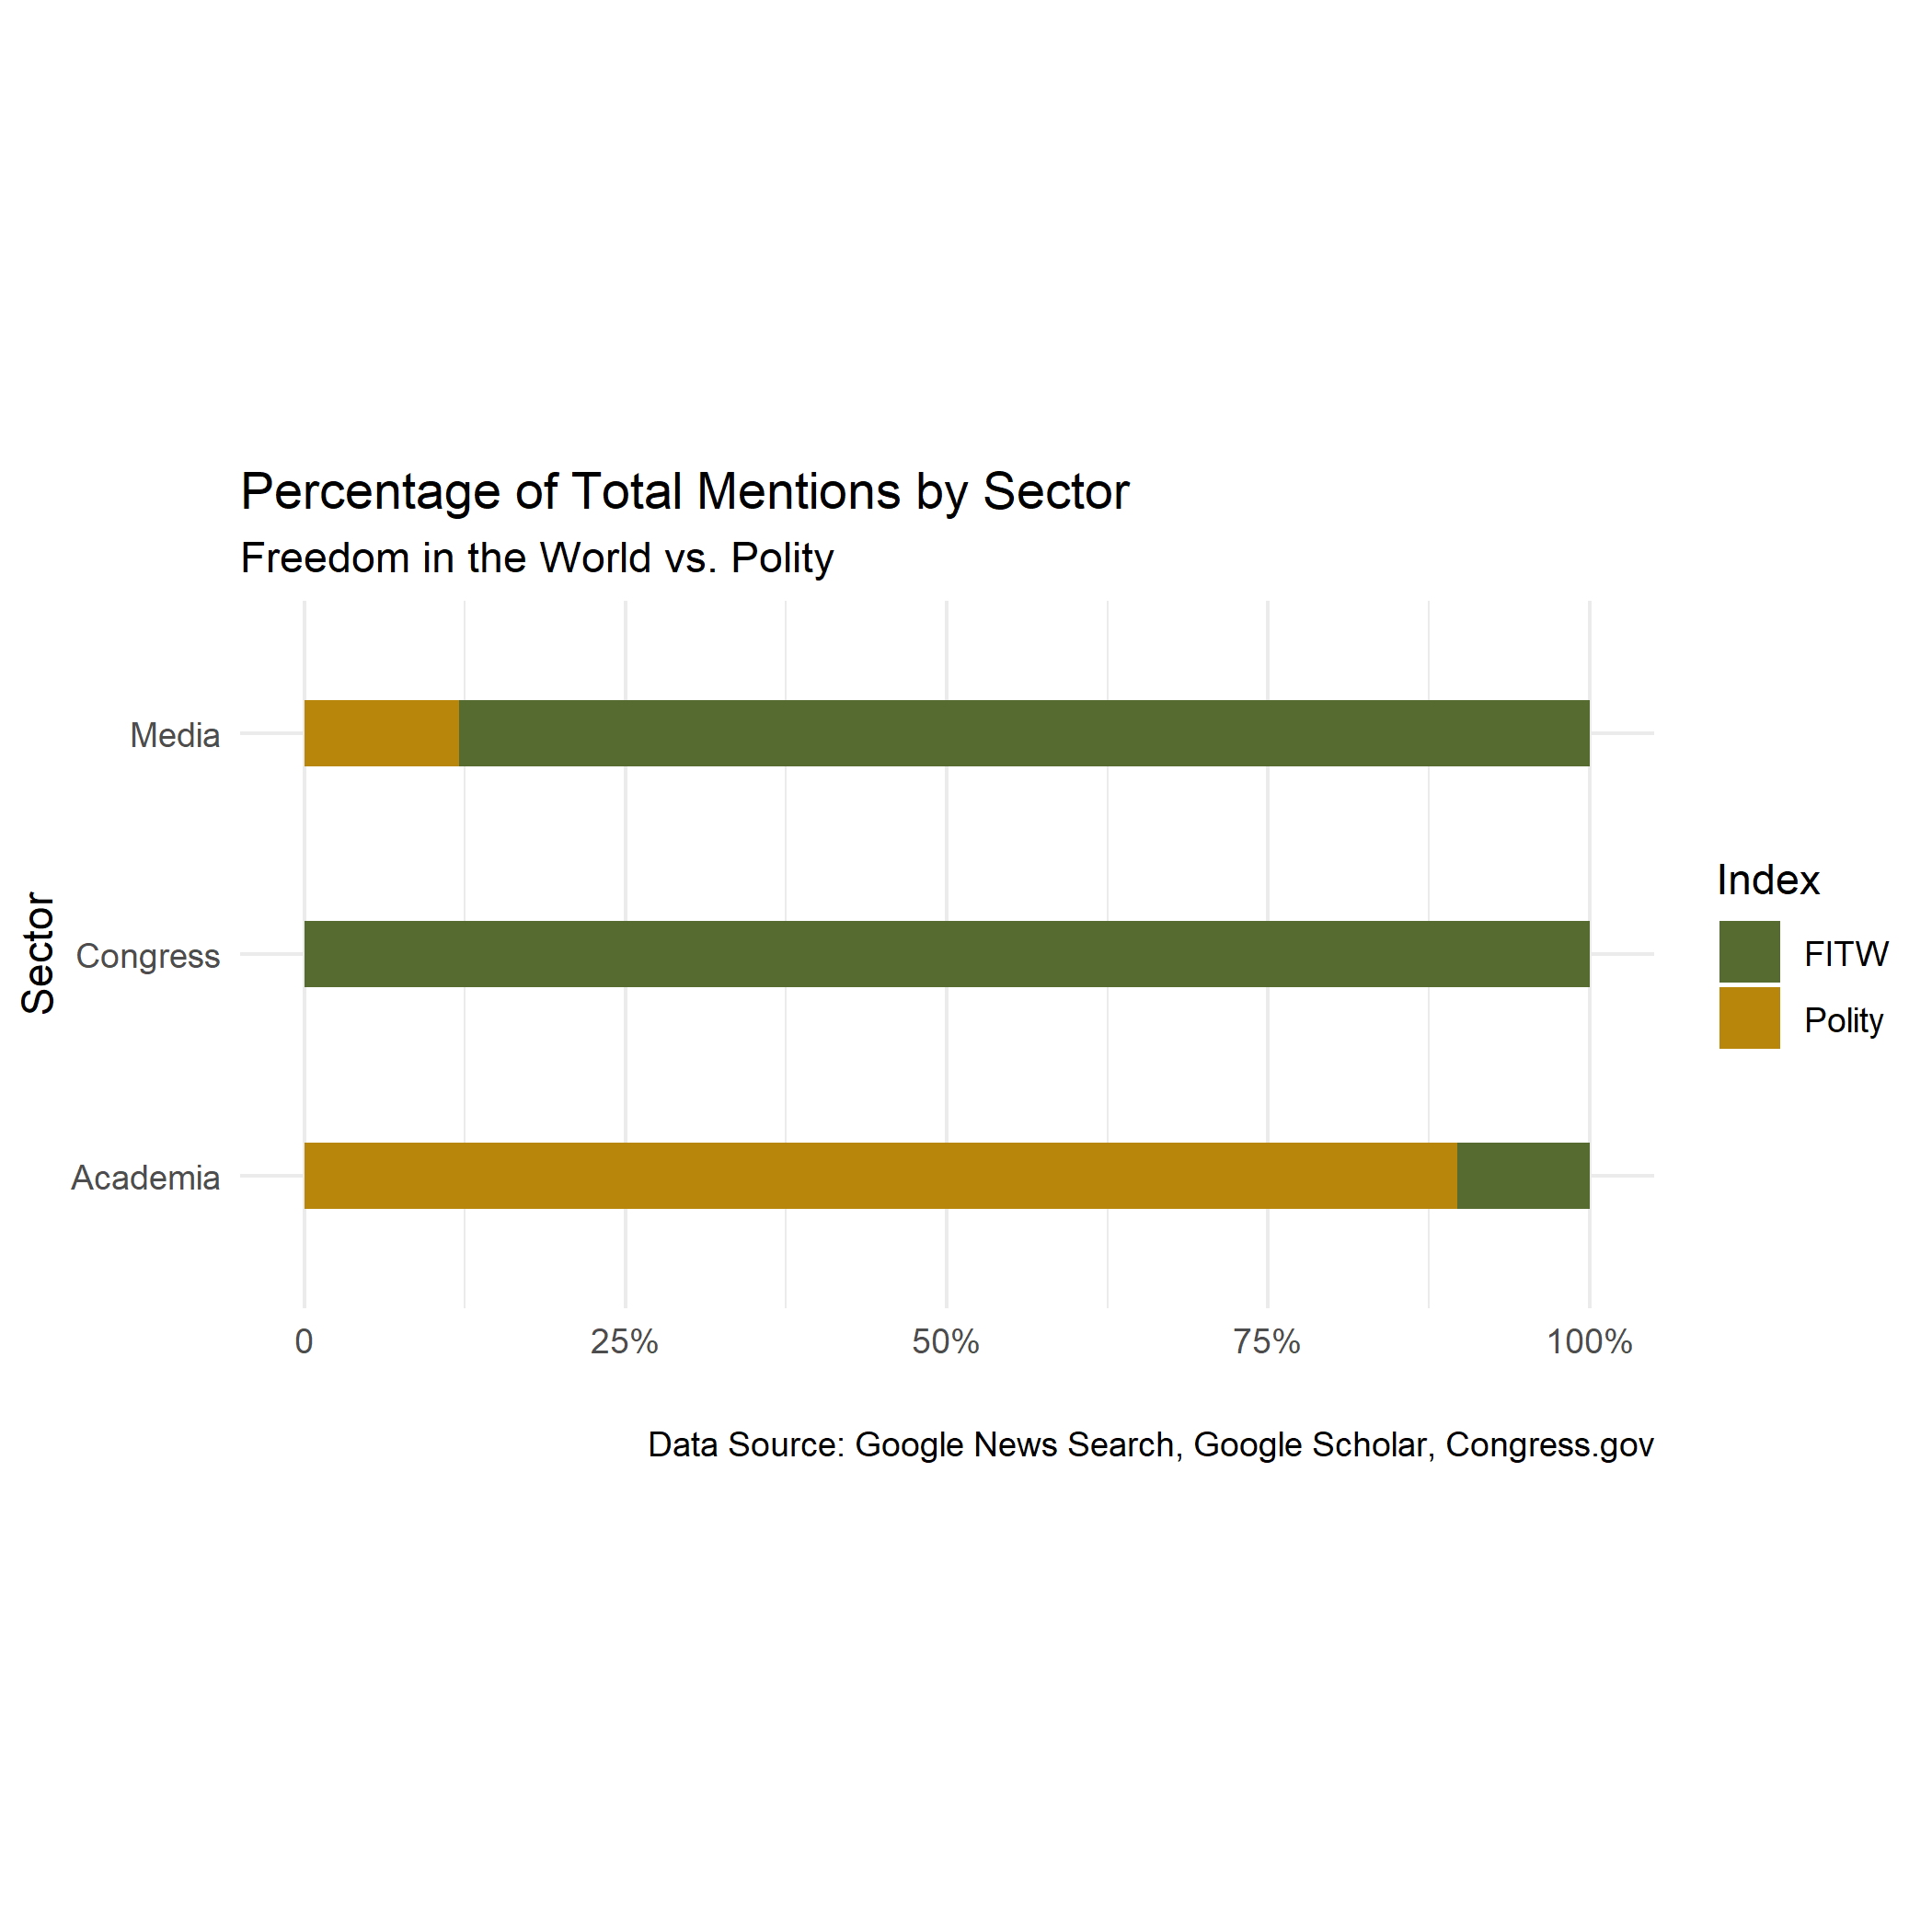 Percentage of Total Mentions by Sector
Freedom in the World vs. Polity
Sector
Media
Congress
Academia
0 25% 50% 75% 100%
Index
FITW
Polity
Data Source: Google News Search, Google Scholar, Congress.gov